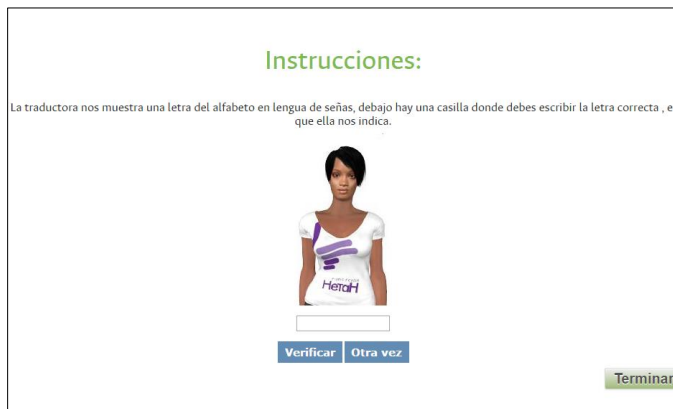 Instrucciones:
La traductora nos muestra una letra del alfabeto en lengua de señas, debajo hay una casilla donde debes escribir la letra correcta , e
que ella nos indica.
HETAH
Verificar Otra vez
Terminar